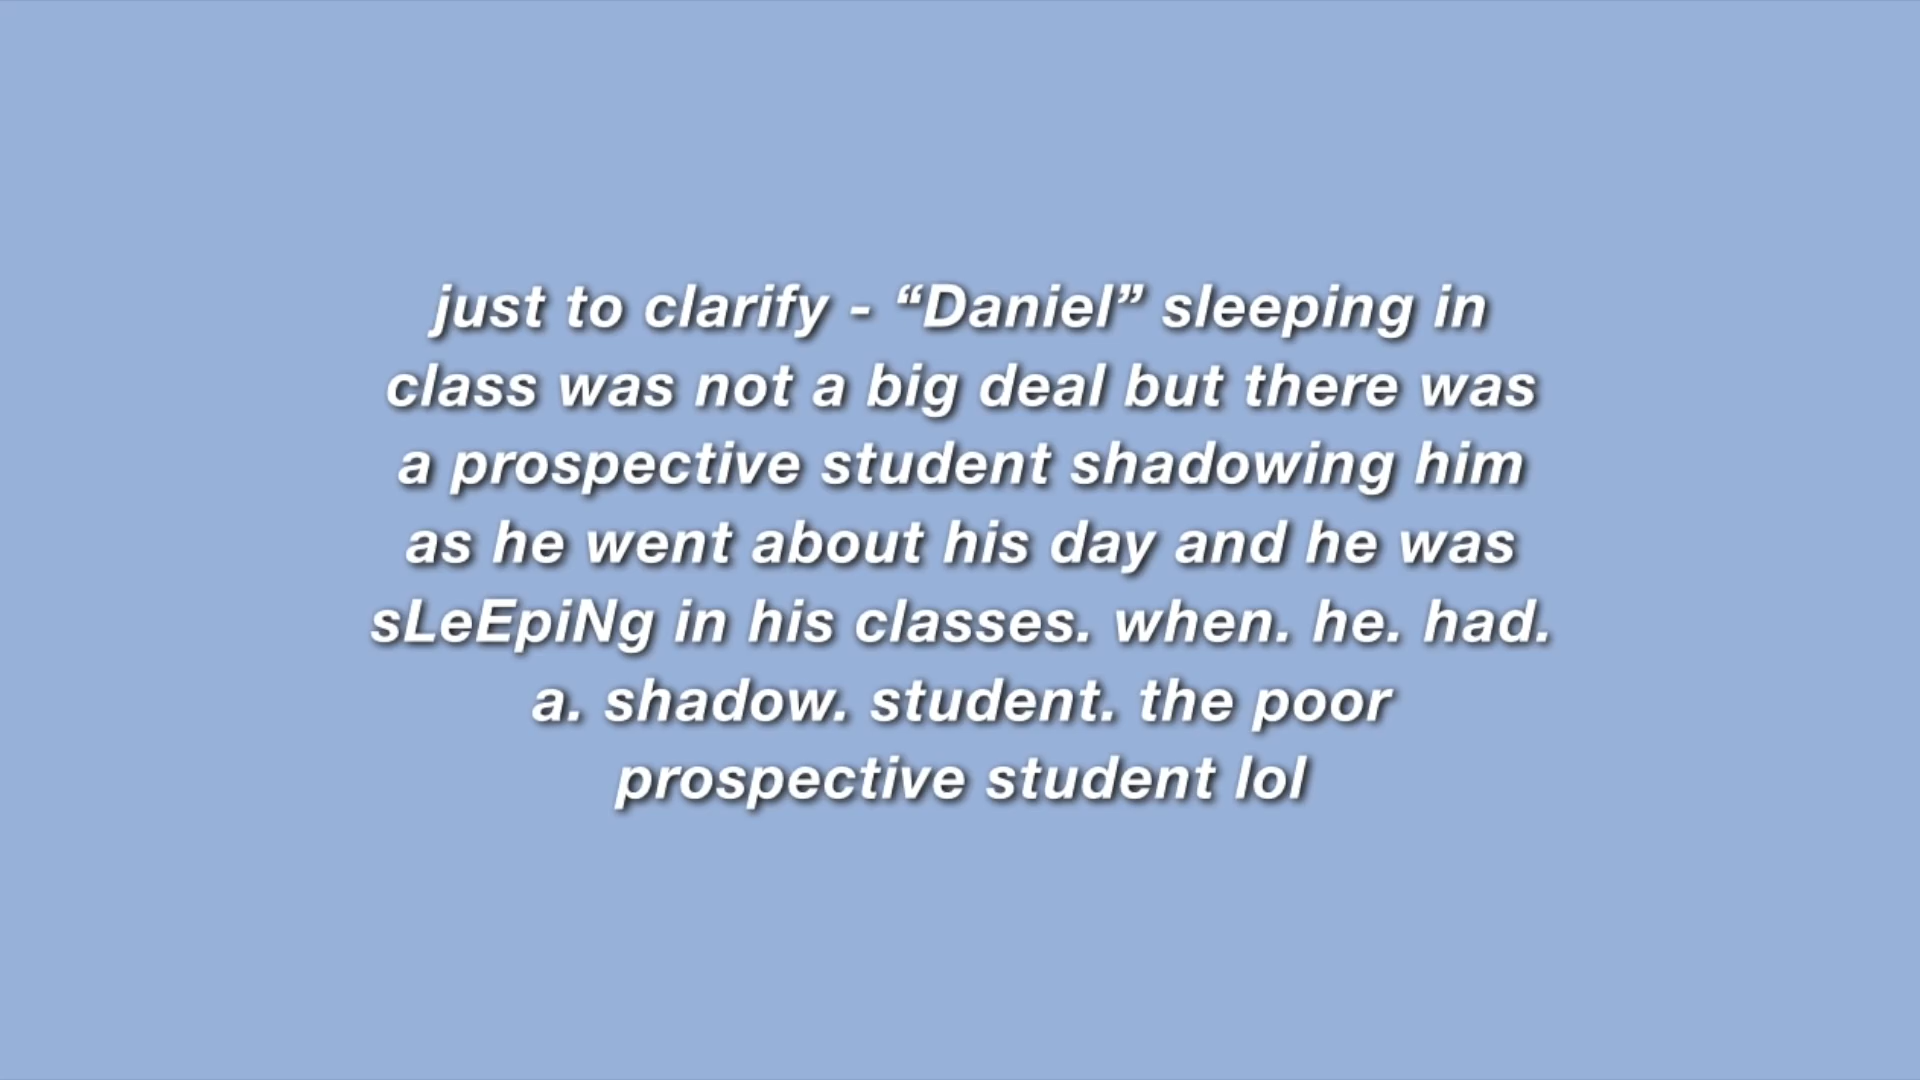 just to clarify - “Daniel” sleeping in
class was not a big deal but there was
a prospective student shadowing him
as he went about his day and he was
sLeEpiNg in his classes. when. he. had.
a. shadow. student. the poor
prospective student lol